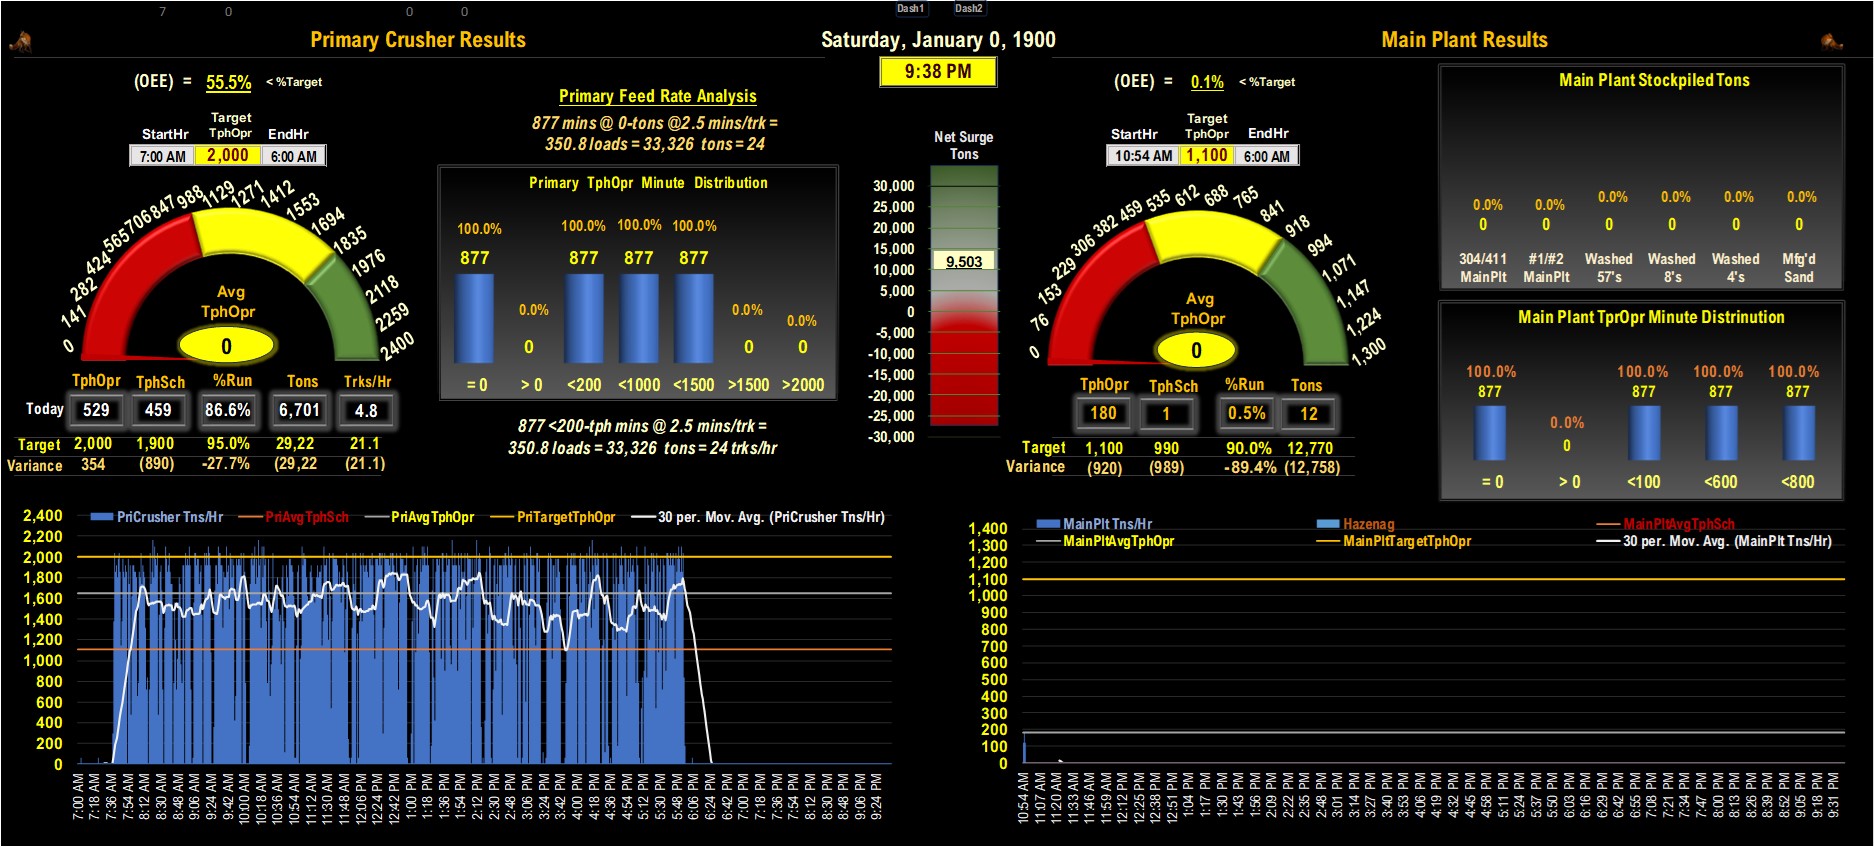 7 0 0 0 Dash1 Dash2
Primary Crusher Results
Saturday, January 0, 1900
Main Plant Results
9:38 PM
(OEE) = 55.5% < %Target
Target
StartHr TphOpr EndHr
7:00 AM 2,000 6:00 AM
0 141 282 424 565 706 847 988 1129 1271 1412 1553 1694 1835 1976 2118 2259 2400
Avg
TphOpr
0
TphOpr TphSch %Run Tons Trks/Hr
Today 529 459 86.6% 6,701 4.8
Target 2,000 1,900 95.0% 29,22 21.1
Variance 354 (890) -27.7% (29,22 (21.1)
Primary Feed Rate Analysis
877 mins @ 0-tons @2.5 mins/trk =
350.8 loads = 33,326 tons = 24
Primary TphOpr Minute Distribution
100.0% 0.0% 100.0% 100.0% 100.0% 0.0% 0.0%
877 0 877 877 877 0 0
= 0 > 0 <200 <1000 <1500 >1500 >2000
877 <200-tph mins @ 2.5 mins/trk =
350.8 loads = 33,326 tons = 24 trks/hr
Net Surge
Tons
30,000
25,000
20,000
15,000
9,503
10,000
5,000
0
-5,000
-10,000
-15,000
-20,000
-25,000
-30,000
(OEE) = 0.1% < %Target
Target
StartHr TphOpr EndHr
10:54 AM 1,100 6:00 AM
0 76 153 229 306 382 459 535 612 688 765 841 918 994 1,071 1,147 1,224 1,300
Avg
TphOpr
0
TphOpr TphSch %Run Tons
180 1 0.5% 12
Target 1,100 990 90.0% 12,770
Variance (920) (989) -89.4% (12,758)
Main Plant Stockpiled Tons
0.0% 0.0% 0.0% 0.0% 0.0% 0.0%
0 0 0 0 0 0
304/411 #1/#2 Washed Washed Washed Mfg'd
MainPlt MainPlt 57's 8's 4's Sand
Main Plant TprOpr Minute Distrinution
100.0% 0.0% 100.0% 100.0% 100.0%
877 0 877 877 877
= 0 > 0 <100 <600 <800
PriCrusher Tns/Hr PriAvgTphSch PriAvgTphOpr PriTargetTphOpr 30 per. Mov. Avg. (PriCrusher Tns/Hr)
2,400
2,200
2,000
1,800
1,600
1,400
1,200
1,000
800
600
400
200
0
7:00 AM 7:18 AM 7:36 AM 7:54 AM 8:12 AM 8:30 AM 8:48 AM 9:06 AM 9:24 AM 9:42 AM 10:00 AM 10:18 AM 10:36 AM 10:54 AM 11:12 AM 11:30 AM 11:48 AM 12:06 PM 12:24 PM 12:42 PM 1:00 PM 1:18 PM 1:36 PM 1:54 PM 2:12 PM 2:30 PM 2:48 PM 3:06 PM 3:24 PM 3:42 PM 4:00 PM 4:18 PM 4:36 PM 4:54 PM 5:12 PM 5:30 PM 5:48 PM 6:06 PM 6:24 PM 6:42 PM 7:00 PM 7:18 PM 7:36 PM 7:54 PM 8:12 PM 8:30 PM 8:48 PM 9:06 PM 9:24 PM
MainPlt Tns/Hr Hazenag MainPltAvgTphSch
MainPltAvgTphOpr MainPltTargetTphOpr 30 per. Mov. Avg. (MainPlt Tns/Hr)
1,400
1,300
1,200
1,100
1,000
900
800
700
600
500
400
300
200
100
0
10:54 AM 11:07 AM 11:20 AM 11:33 AM 11:46 AM 11:59 AM 12:12 PM 12:25 PM 12:38 PM 12:51 PM 1:04 PM 1:17 PM 1:30 PM 1:43 PM 1:56 PM 2:09 PM 2:22 PM 2:35 PM 2:48 PM 3:01 PM 3:14 PM 3:27 PM 3:40 PM 3:53 PM 4:06 PM 4:19 PM 4:32 PM 4:45 PM 4:58 PM 5:11 PM 5:24 PM 5:37 PM 5:50 PM 6:03 PM 6:16 PM 6:29 PM 6:42 PM 6:55 PM 7:08 PM 7:21 PM 7:34 PM 7:47 PM 8:00 PM 8:13 PM 8:26 PM 8:39 PM 8:52 PM 9:05 PM 9:18 PM 9:31 PM